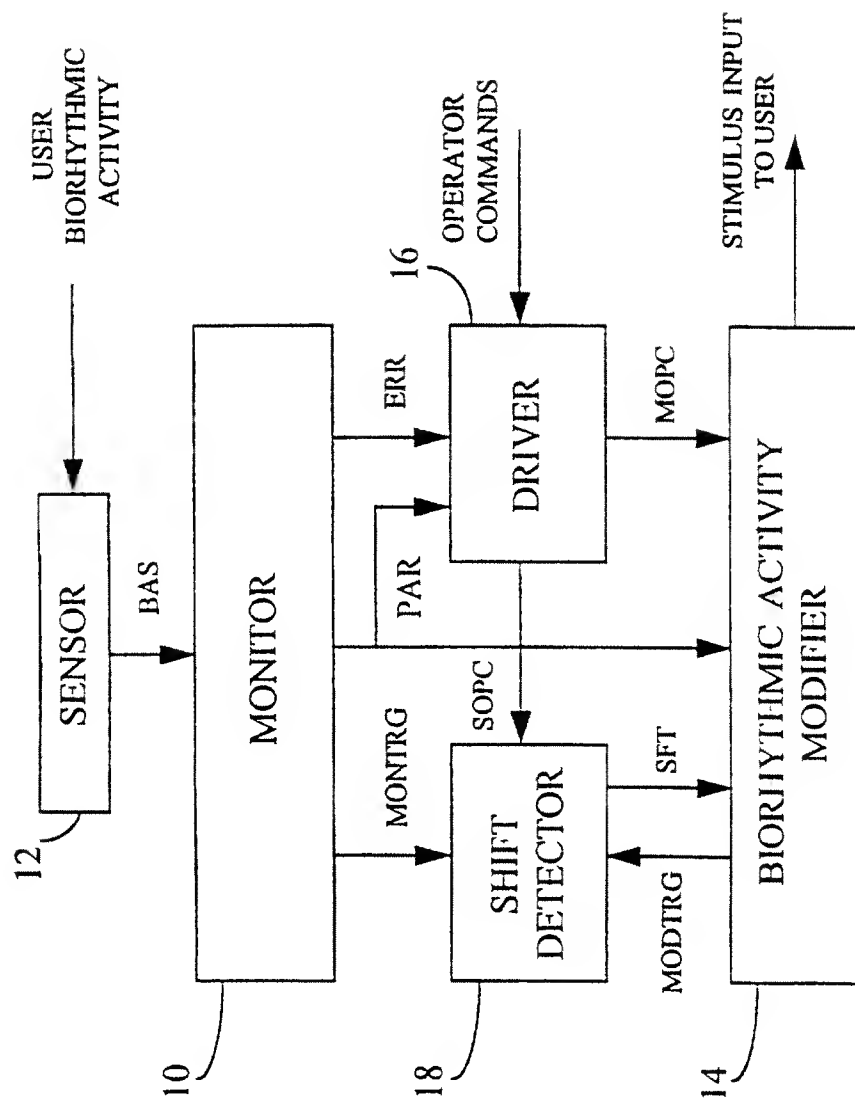 USER
BIORHYTHMIC
ACTIVITY
12
SENSOR
BAS
10
MONITOR
MONTRG
PAR
ERR
16
OPERATOR
COMMANDS
18
SHIFT
DETECTOR
SOPC
DRIVER
MODTRG
SFT
MOPC
14
BIORHYTHMIC ACTIVITY
MODIFIER
STIMULUS INPUT
TO USER